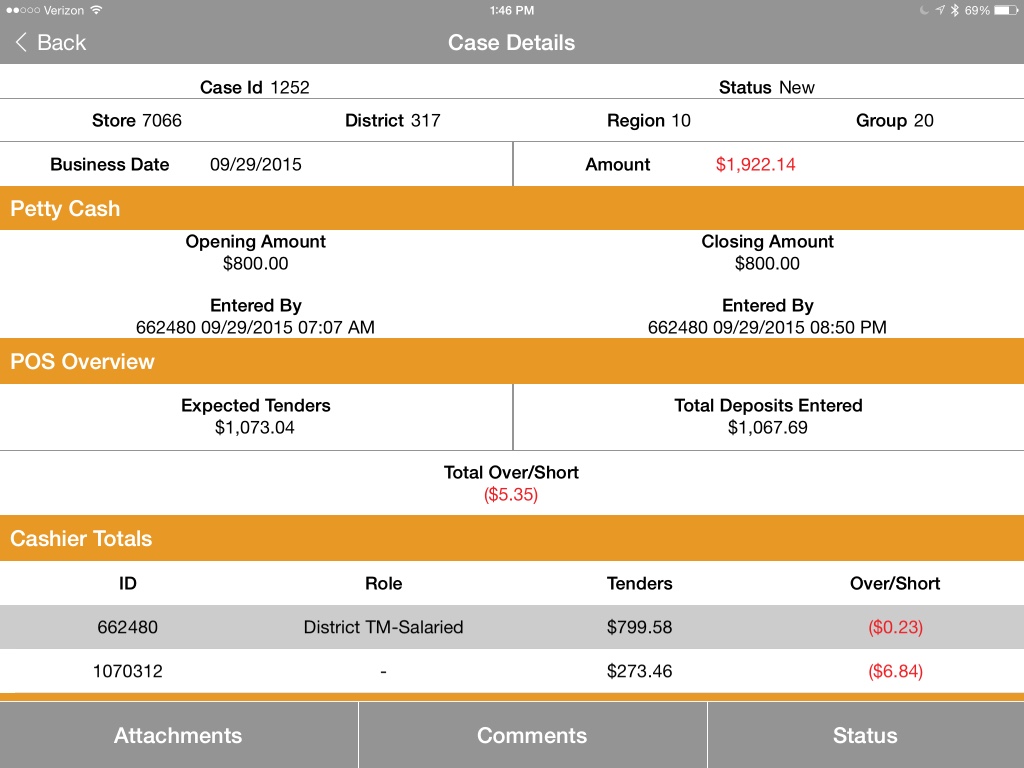 Verizon 1:46 PM 69%
Back Case Details
Case Id 1252 Status New
Store 7066 District 317 Region 10 Group 20
Business Date 09/29/2015 Amount $1,922.14
Petty Cash
Opening Amount Closing Amount
$800.00 $800.00
Entered By Entered By
662480 09/29/2015 07:07 AM 662480 09/29/2015 08:50 PM
POS Overview
Expected Tenders Total Deposits Entered
$1,073.04 $1,067.69
Total Over/Short
($5.35)
Cashier Totals
ID Role Tenders Over/Short
662480 District TM-Salaried $799.58 ($0.23)
1070312 - $273.46 ($6.84)
Attachments Comments Status